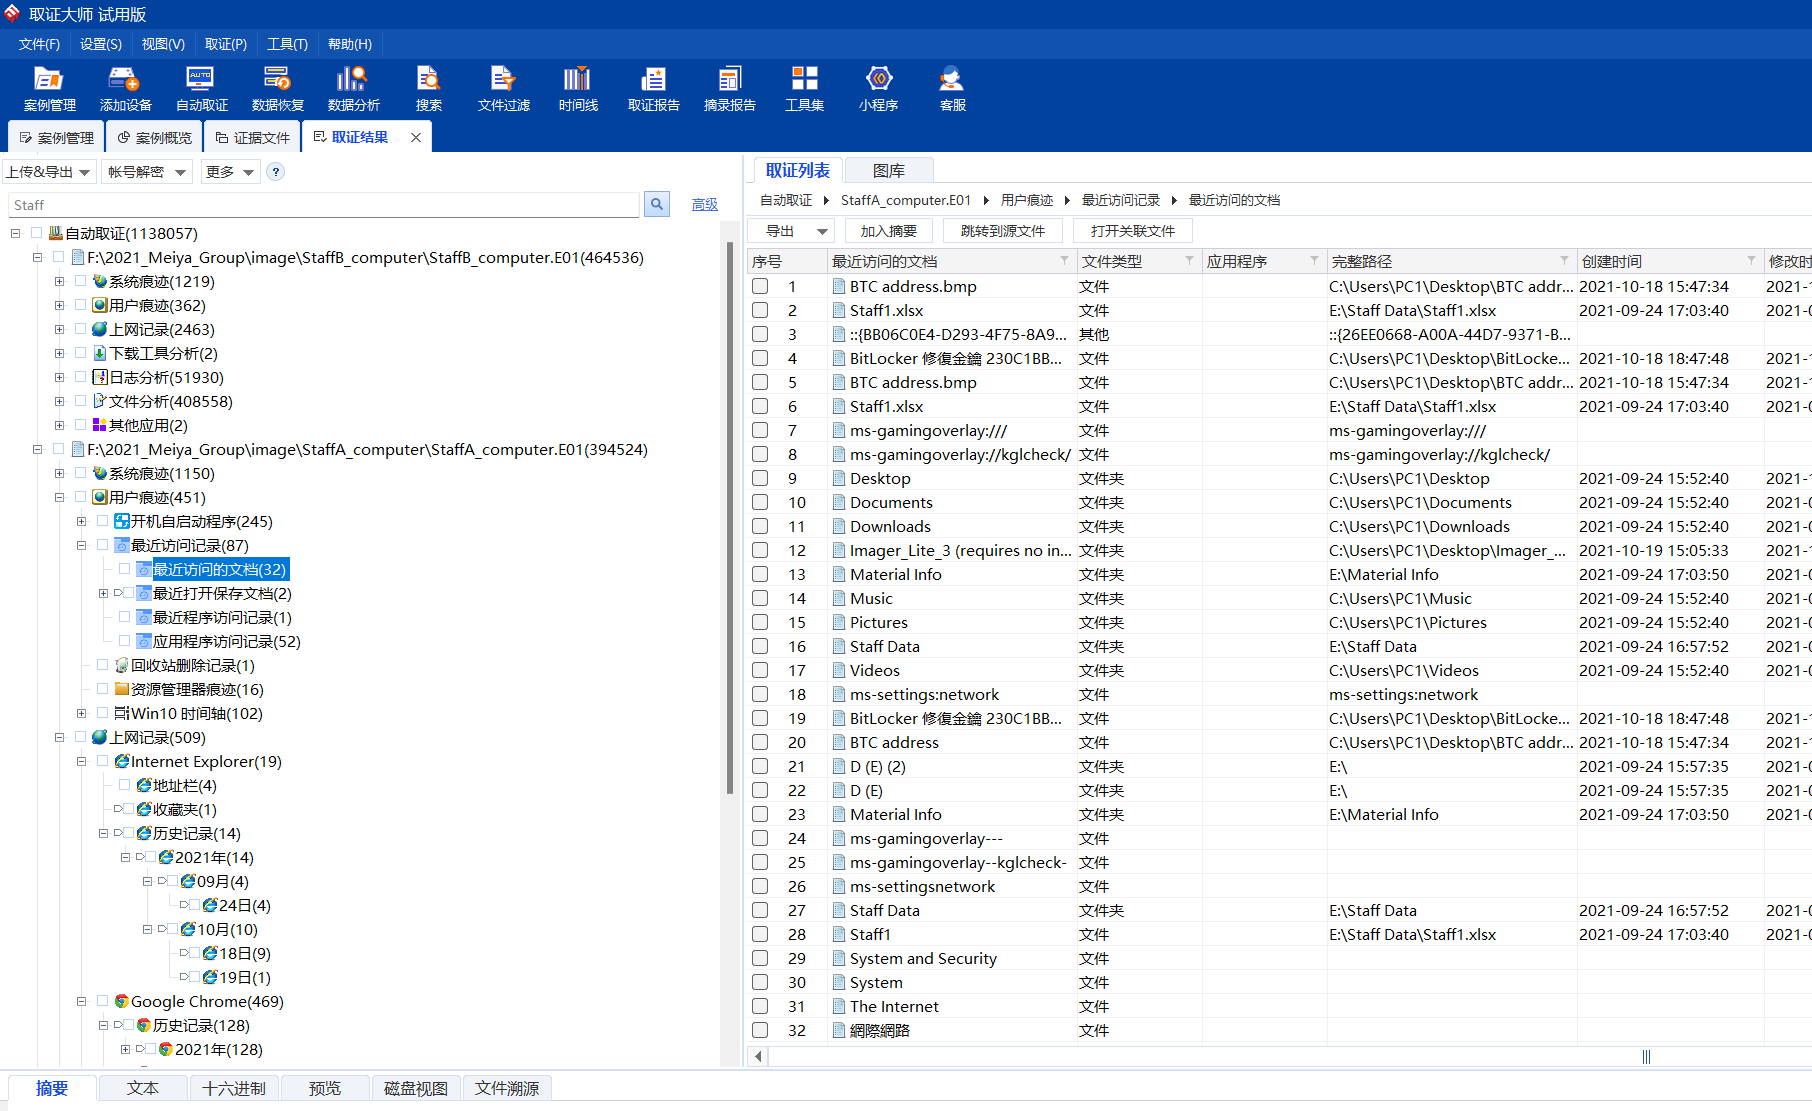 取证大师 试用版
文件(F) 设置(S) 视图(V) 取证(P) 工具(T) 帮助(H)
AUTO
案例管理 添加设备 自动取证 数据恢复 数据分析 搜索 文件过滤 时间线 取证报告 摘录报告 工具集 小程序 客服
案例管理 案例概览 证据文件 取证结果
上传&导出 帐号解密 更多 ?
Staff 高级
自动取证(1138057)
F:\2021_Meiya_Group\image\StaffB_computer\StaffB_computer.E01(464536)
系统痕迹(1219)
用户痕迹(362)
上网记录(2463)
下载工具分析(2)
日志分析(51930)
文件分析(408558)
其他应用(2)
F:\2021_Meiya_Group\image\StaffA_computer\StaffA_computer.E01(394524)
系统痕迹(1150)
用户痕迹(451)
开机自启动程序(245)
最近访问记录(87)
最近访问的文档(32)
最近打开保存文档(2)
最近程序访问记录(1)
应用程序访问记录(52)
回收站删除记录(1)
资源管理器痕迹(16)
Win10 时间轴(102)
上网记录(509)
Internet Explorer(19)
地址栏(4)
收藏夹(1)
历史记录(14)
2021年(14)
09月(4)
24日(4)
10月(10)
18日(9)
19日(1)
Google Chrome(469)
历史记录(128)
2021年(128)
取证列表 图库
自动取证 StaffA_computer.E01 用户痕迹 最近访问记录 最近访问的文档
导出 加入摘要 跳转到源文件 打开关联文件
序号 最近访问的文档 文件类型 应用程序 完整路径 创建时间 修改时
1 BTC address.bmp 文件 C:\Users\PC1\Desktop\BTC addr... 2021-10-18 15:47:34 2021-1
2 Staff1.xlsx 文件 E:\Staff Data\Staff1.xlsx 2021-09-24 17:03:40 2021-0
3 ::{BB06C0E4-D293-4F75-8A9... 其他 ::{26EE0668-A00A-44D7-9371-B...
4 BitLocker 修復金鑰 230C1BB... 文件 C:\Users\PC1\Desktop\BitLocke... 2021-10-18 18:47:48 2021-1
5 BTC address.bmp 文件 C:\Users\PC1\Desktop\BTC addr... 2021-10-18 15:47:34 2021-1
6 Staff1.xlsx 文件 E:\Staff Data\Staff1.xlsx 2021-09-24 17:03:40 2021-0
7 ms-gamingoverlay:/// 文件 ms-gamingoverlay:///
8 ms-gamingoverlay://kglcheck/ 文件 ms-gamingoverlay://kglcheck/
9 Desktop 文件夹 C:\Users\PC1\Desktop 2021-09-24 15:52:40 2021-1
10 Documents 文件夹 C:\Users\PC1\Documents 2021-09-24 15:52:40 2021-0
11 Downloads 文件夹 C:\Users\PC1\Downloads 2021-09-24 15:52:40 2021-0
12 Imager_Lite_3 (requires no in... 文件夹 C:\Users\PC1\Desktop\Imager_... 2021-10-19 15:05:33 2021-1
13 Material Info 文件夹 E:\Material Info 2021-09-24 17:03:50 2021-0
14 Music 文件夹 C:\Users\PC1\Music 2021-09-24 15:52:40 2021-0
15 Pictures 文件夹 C:\Users\PC1\Pictures 2021-09-24 15:52:40 2021-0
16 Staff Data 文件夹 E:\Staff Data 2021-09-24 16:57:52 2021-0
17 Videos 文件夹 C:\Users\PC1\Videos 2021-09-24 15:52:40 2021-0
18 ms-settings:network 文件 ms-settings:network
19 BitLocker 修復金鑰 230C1BB... 文件 C:\Users\PC1\Desktop\BitLocke... 2021-10-18 18:47:48 2021-1
20 BTC address 文件 C:\Users\PC1\Desktop\BTC addr... 2021-10-18 15:47:34 2021-1
21 D (E) (2) 文件夹 E:\ 2021-09-24 15:57:35 2021-0
22 D (E) 文件夹 E:\ 2021-09-24 15:57:35 2021-0
23 Material Info 文件夹 E:\Material Info 2021-09-24 17:03:50 2021-0
24 ms-gamingoverlay--- 文件
25 ms-gamingoverlay--kglcheck- 文件
26 ms-settingsnetwork 文件
27 Staff Data 文件夹 E:\Staff Data 2021-09-24 16:57:52 2021-0
28 Staff1 文件 E:\Staff Data\Staff1.xlsx 2021-09-24 17:03:40 2021-0
29 System and Security 文件
30 System 文件
31 The Internet 文件
32 網際網路 文件
摘要 文本 十六进制 预览 磁盘视图 文件溯源